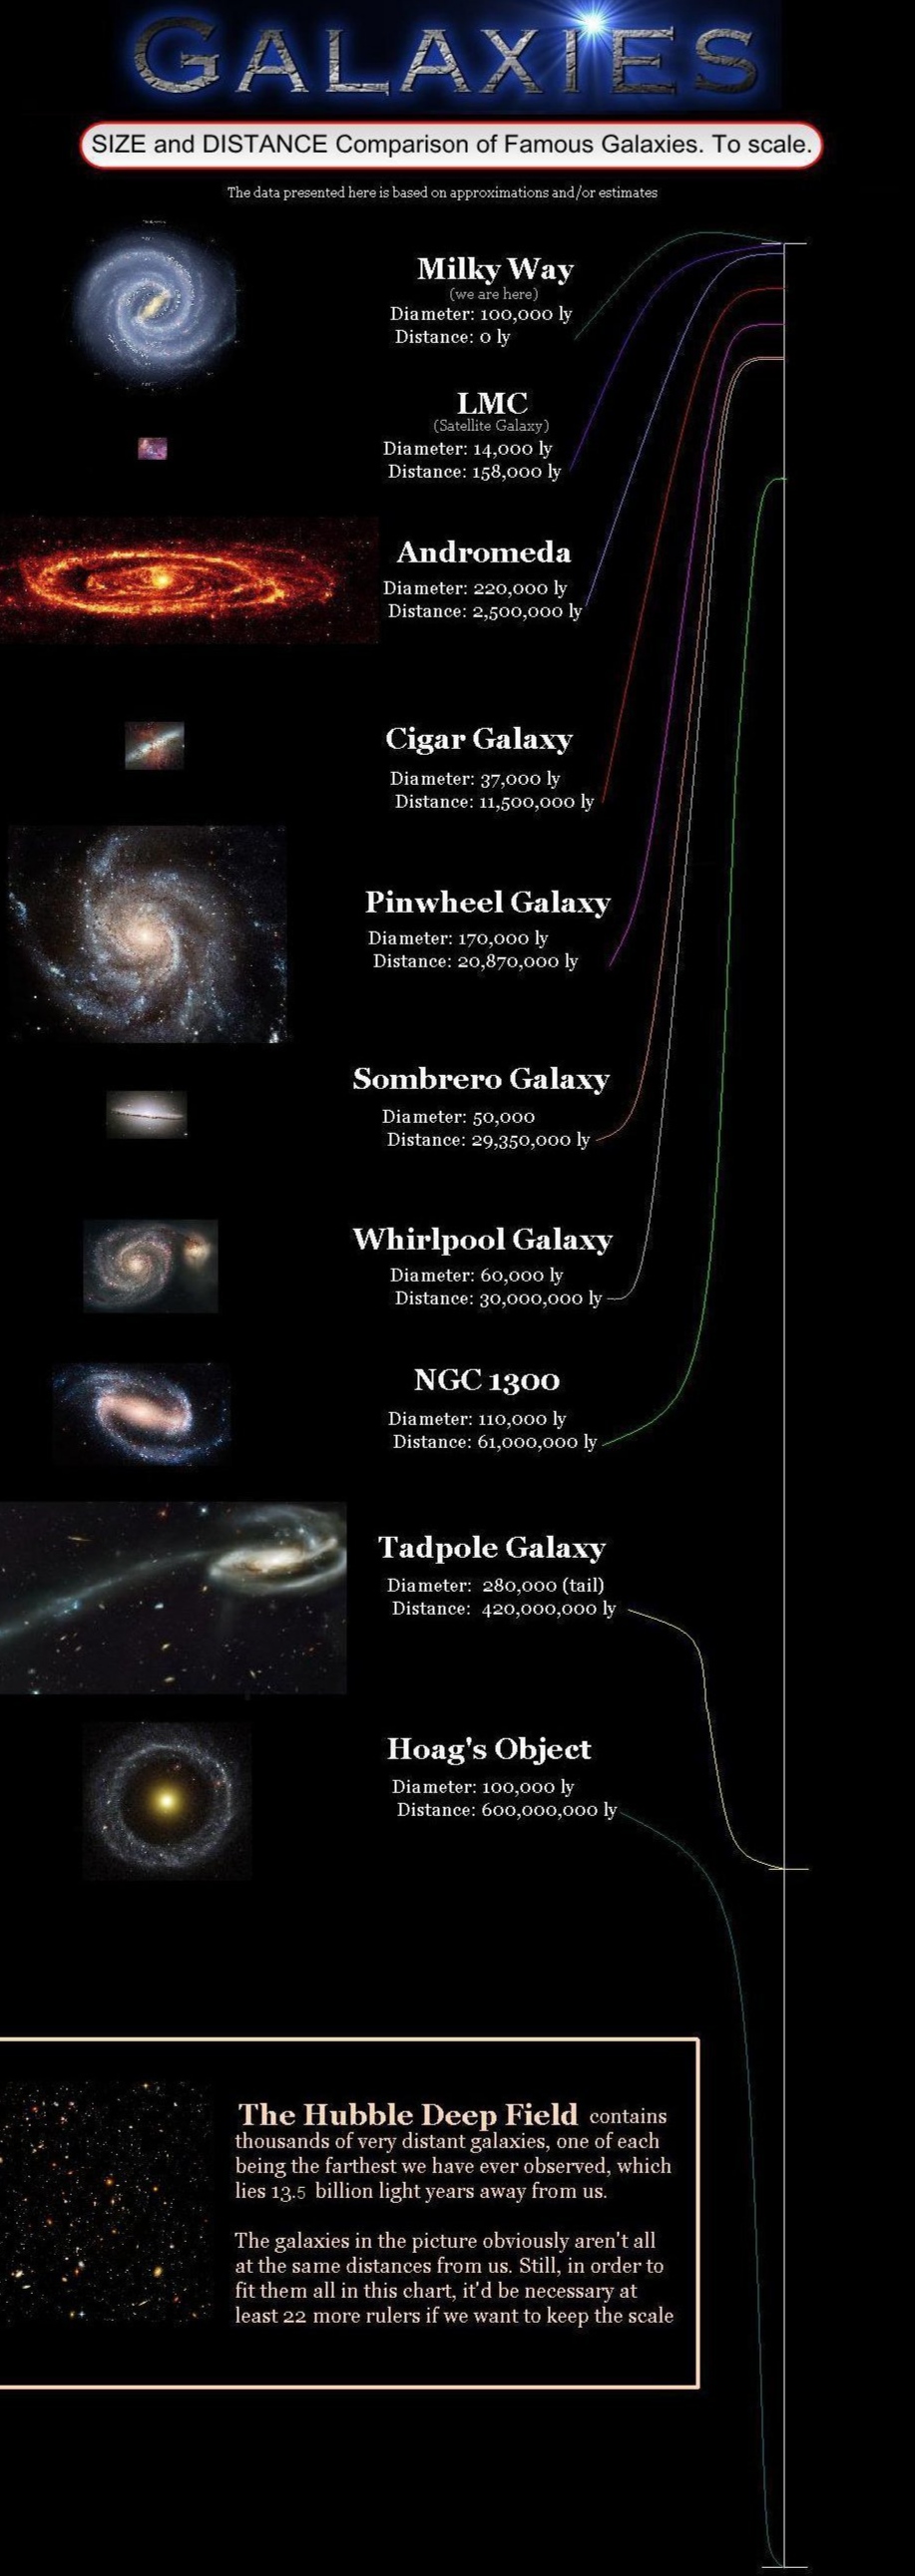 GALAXIES
SIZE and DISTANCE Comparison of Famous Galaxies. To scale.
The data presented here is based on approximations and/or estimates
Milky Way
(we are here)
Diameter: 100,000 ly
Distance: 0 ly
LMC
(Satellite Galaxy)
Diameter: 14,000 ly
Distance: 158,000 ly
Andromeda
Diameter: 220,000 ly
Distance: 2,500,000 ly
Cigar Galaxy
Diameter: 37,000 ly
Distance: 11,500,000 ly
Pinwheel Galaxy
Diameter: 170,000 ly
Distance: 20,870,000 ly
Sombrero Galaxy
Diameter: 50,000
Distance: 29,350,000 ly
Whirlpool Galaxy
Diameter: 60,000 ly
Distance: 30,000,000 ly
NGC 1300
Diameter: 110,000 ly
Distance: 61,000,000 ly
Tadpole Galaxy
Diameter: 280,000 (tail)
Distance: 420,000,000 ly
Hoag's Object
Diameter: 100,000 ly
Distance: 600,000,000 ly
The Hubble Deep Field contains
thousands of very distant galaxies, one of each
being the farthest we have ever observed, which
lies 13.5 billion light years away from us.
The galaxies in the picture obviously aren't all
at the same distances from us. Still, in order to
fit them all in this chart, it'd be necessary at
least 22 more rulers if we want to keep the scale